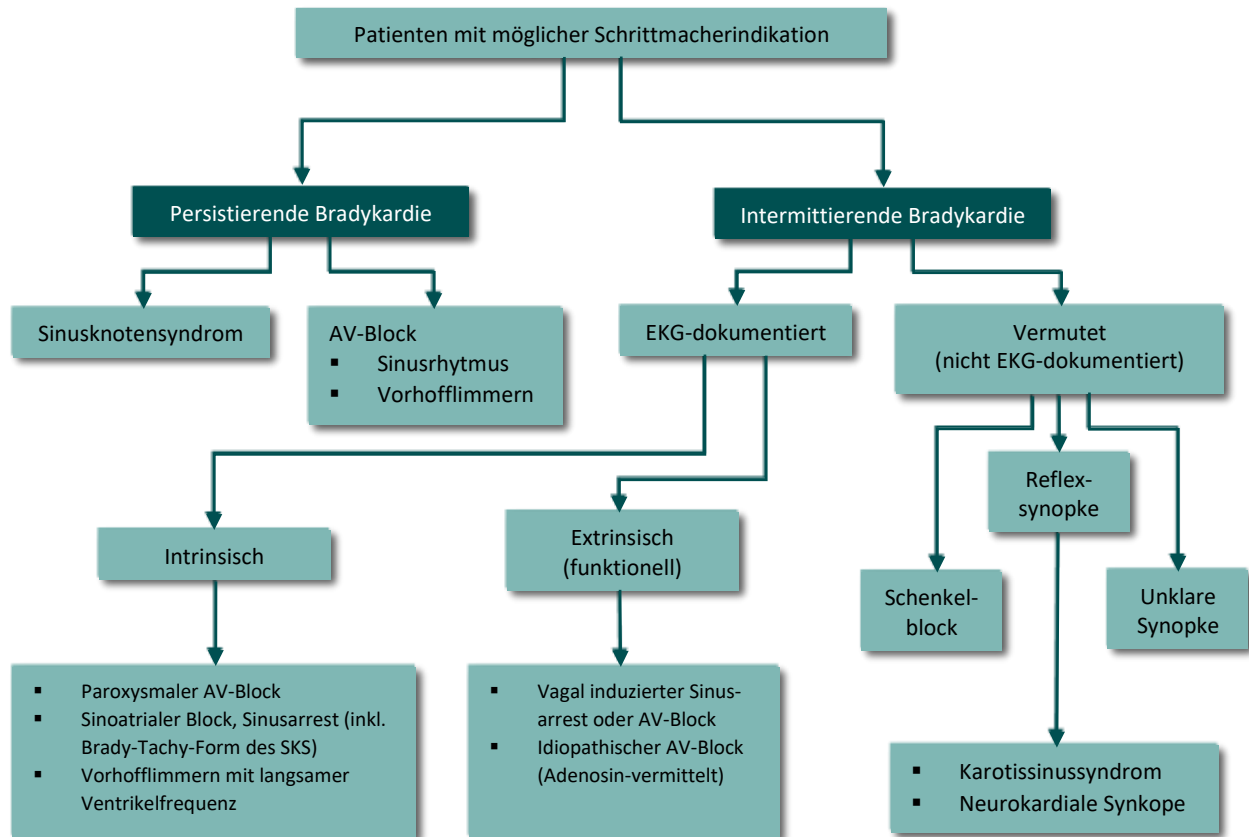 Patienten mit möglicher Schrittmacherindikation
Persistierende Bradykardie
Intermittierende Bradykardie
Sinusknotensyndrom
AV-Block
▪ Sinusrhytmus
▪ Vorhofflimmern
EKG-dokumentiert
Vermutet
(nicht EKG-dokumentiert)
Intrinsisch
Extrinsisch
(funktionell)
Reflex-
synopke
Schenkel-
block
Unklare
Synopke
▪ Paroxysmaler AV-Block
▪ Sinoatrialer Block, Sinusarrest (inkl.
Brady-Tachy-Form des SKS)
▪ Vorhofflimmern mit langsamer
Ventrikelfrequenz
▪ Vagal induzierter Sinus-
arrest oder AV-Block
▪ Idiopathischer AV-Block
(Adenosin-vermittelt)
▪ Karotissinussyndrom
▪ Neurokardiale Synkope